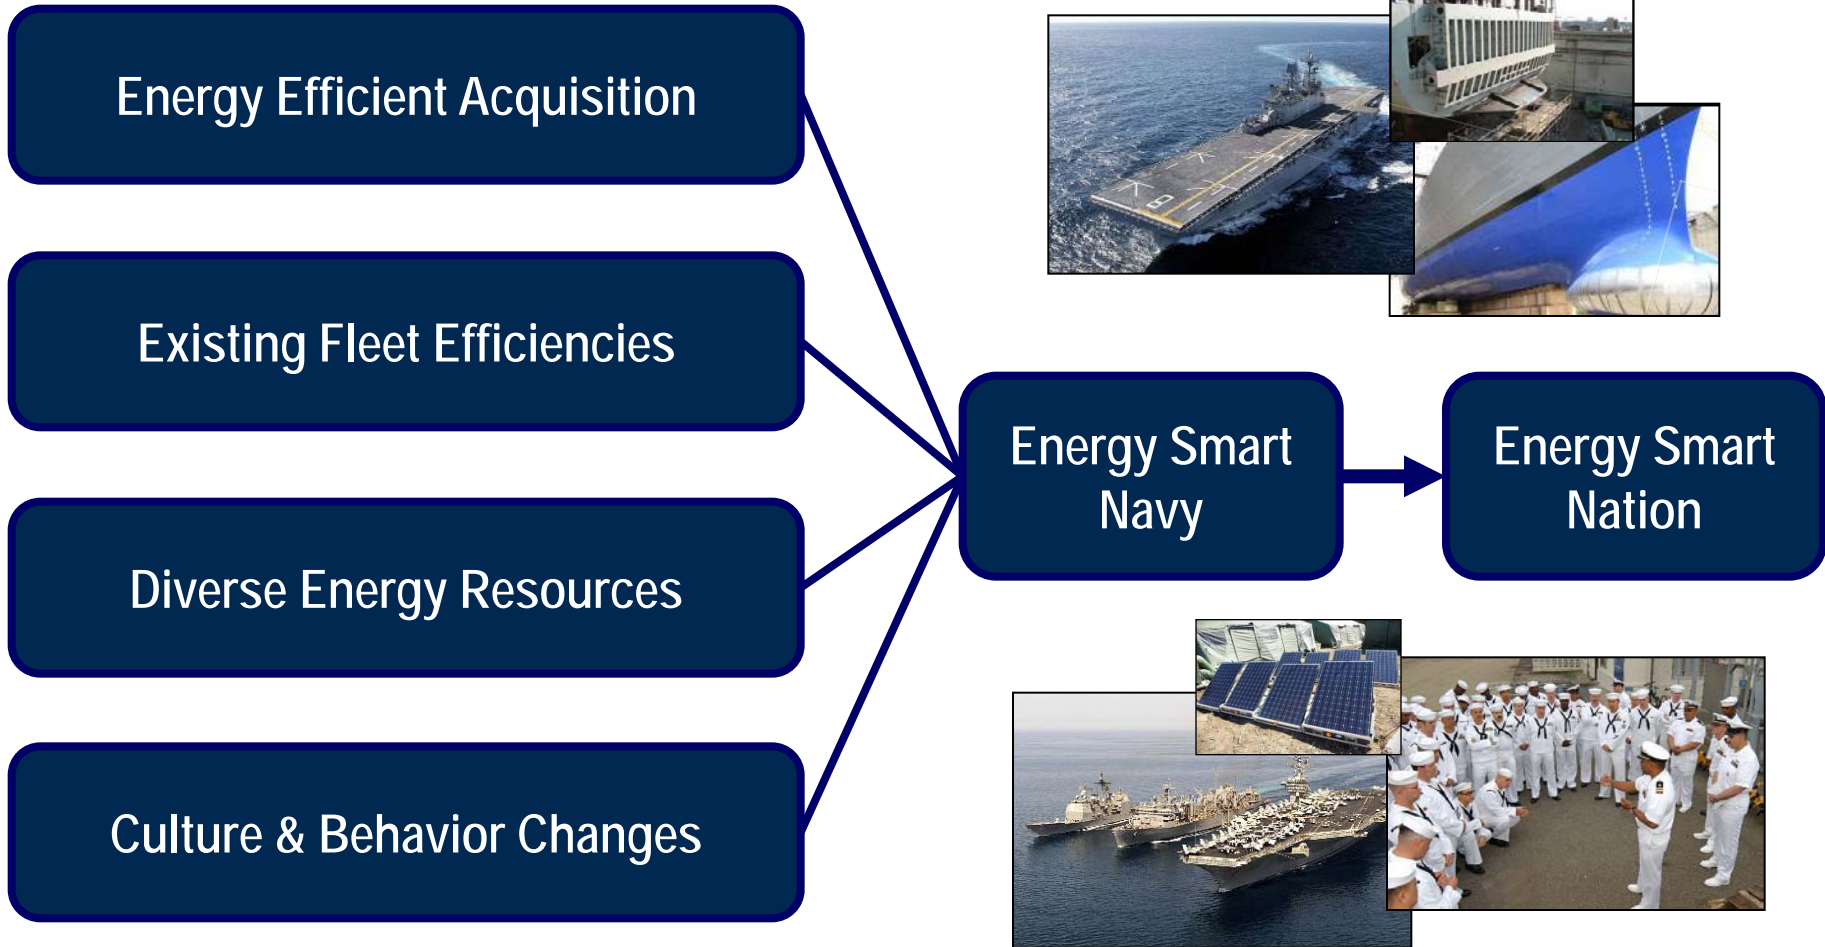 Energy Efficient Acquisition
Existing Fleet Efficiencies
Diverse Energy Resources
Culture & Behavior Changes
Energy Smart
Navy
Energy Smart
Nation